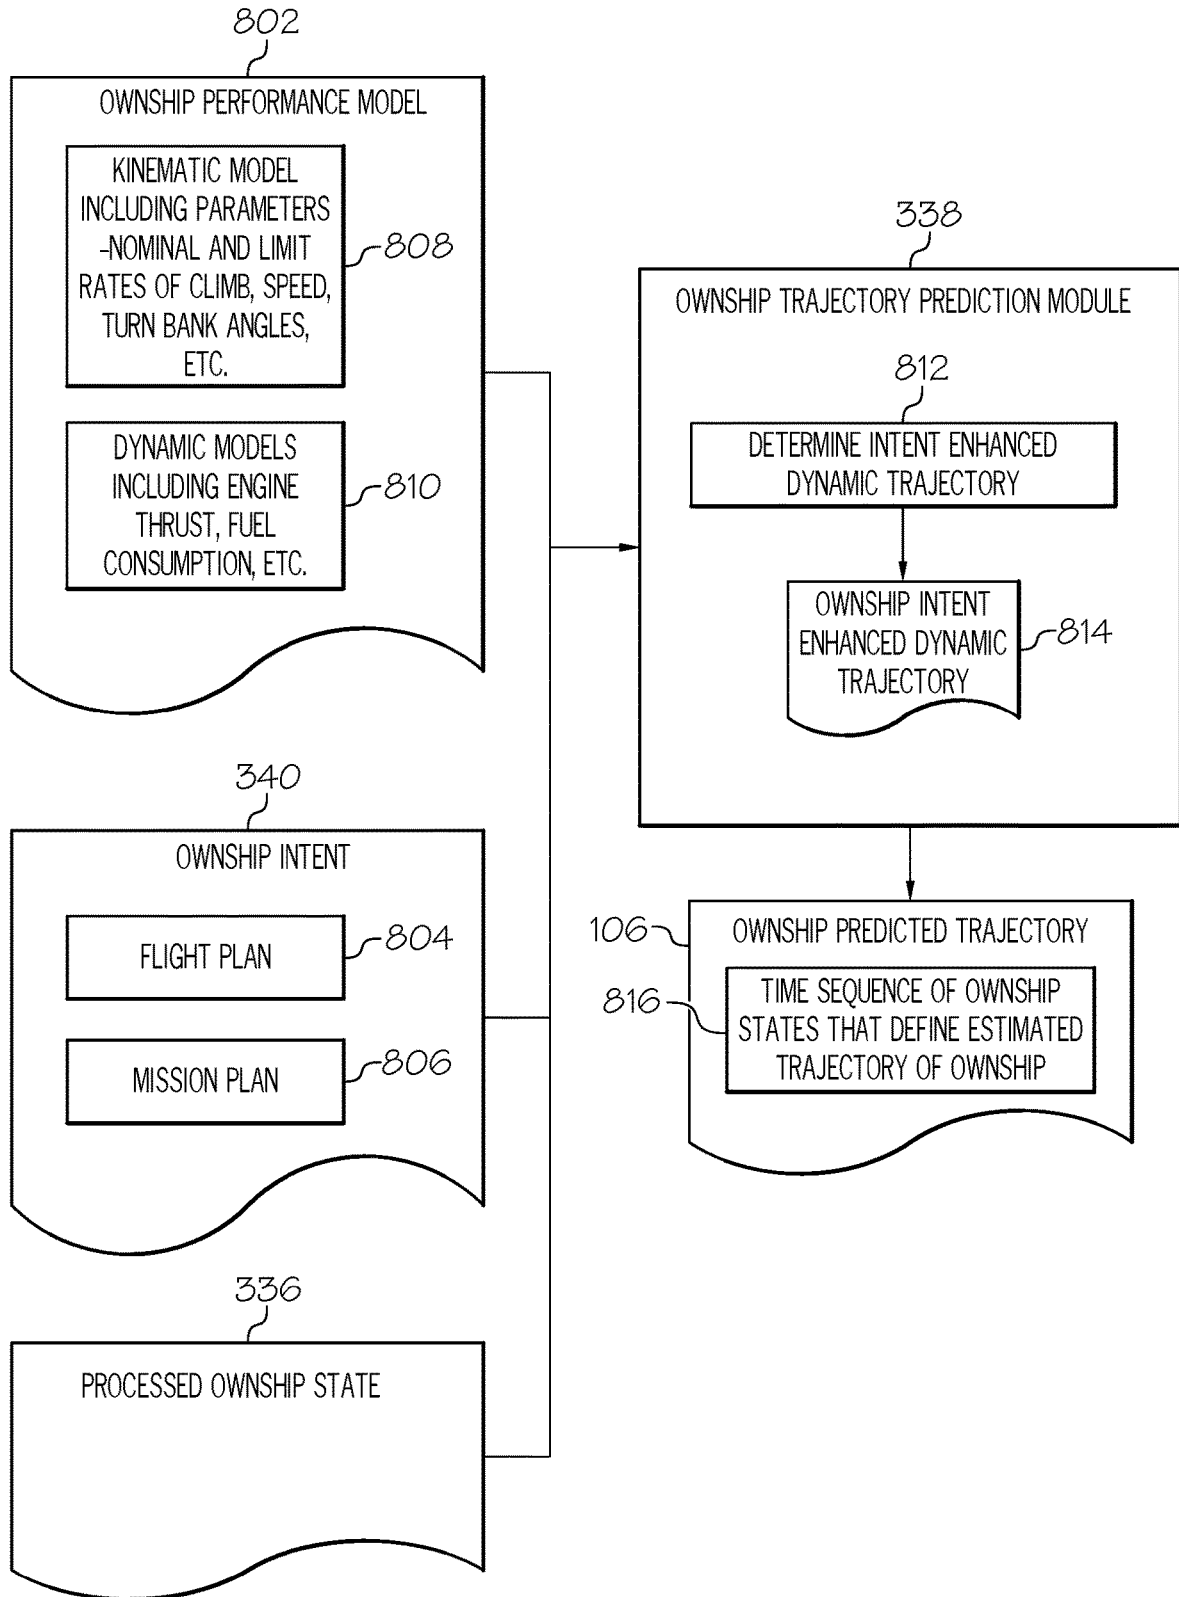 802
OWNSHIP PERFORMANCE MODEL
KINEMATIC MODEL
INCLUDING PARAMETERS
-NOMINAL AND LIMIT
RATES OF CLIMB, SPEED,
TURN BANK ANGLES,
ETC.
808
DYNAMIC MODELS
INCLUDING ENGINE
THRUST, FUEL
CONSUMPTION, ETC.
810
340
OWNSHIP INTENT
FLIGHT PLAN
804
MISSION PLAN
806
336
PROCESSED OWNSHIP STATE
338
OWNSHIP TRAJECTORY PREDICTION MODULE
812
DETERMINE INTENT ENHANCED
DYNAMIC TRAJECTORY
OWNSHIP INTENT
ENHANCED DYNAMIC
TRAJECTORY
814
106
OWNSHIP PREDICTED TRAJECTORY
816
TIME SEQUENCE OF OWNSHIP
STATES THAT DEFINE ESTIMATED
TRAJECTORY OF OWNSHIP